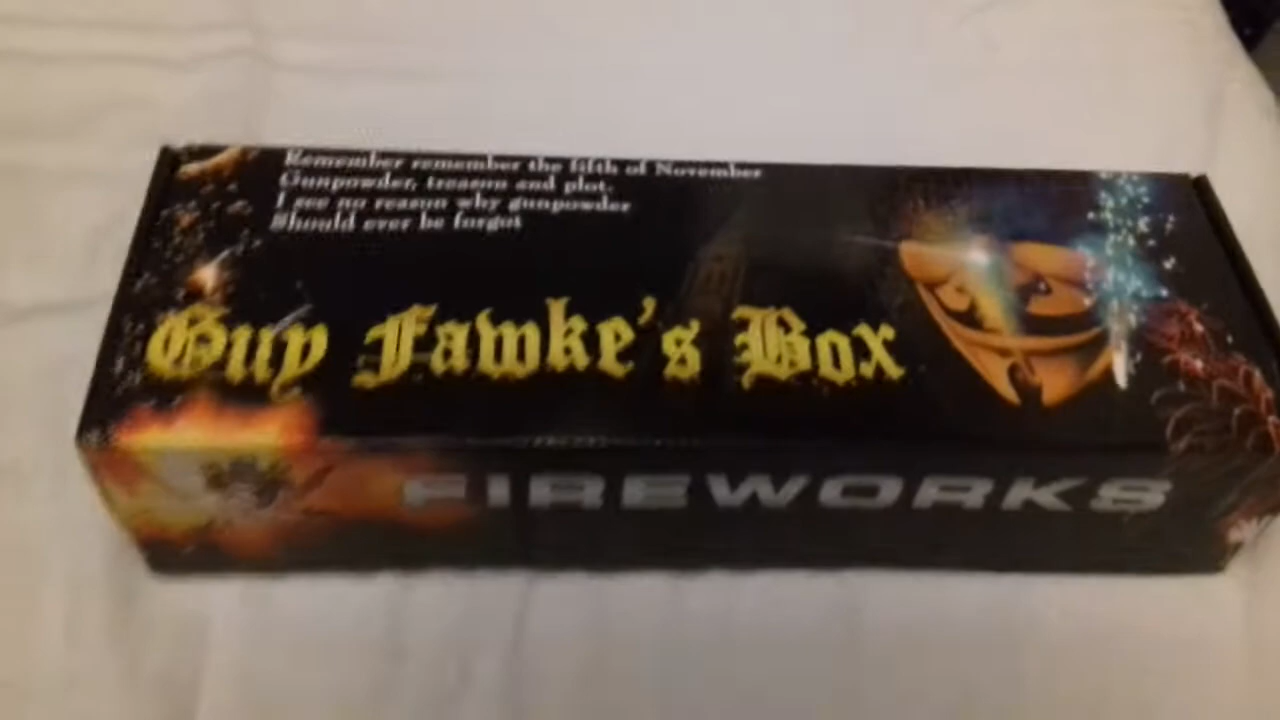 Remember remember the fifth of November
Gunpowder, treason and plot.
I see no reason why gunpowder
Should ever be forgot
Guy Fawke's Box
FIREWORKS